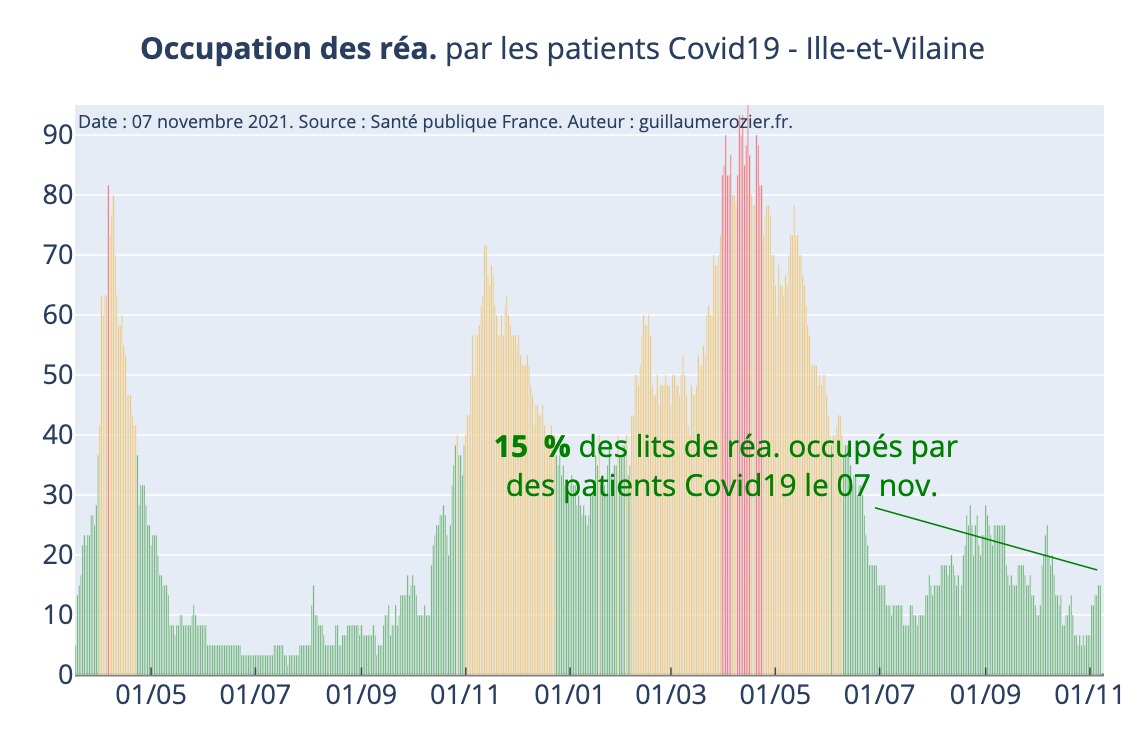 Occupation des réa. par les patients Covid19 - Ille-et-Vilaine
Date : 07 novembre 2021. Source : Santé publique France. Auteur : guillaumerozier.fr.
90
80
70
60
50
40
30
20
10
0
15 % des lits de réa. occupés par
des patients Covid19 le 07 nov.
01/05 01/07 01/09 01/11 01/01 01/03 01/05 01/07 01/09 01/11